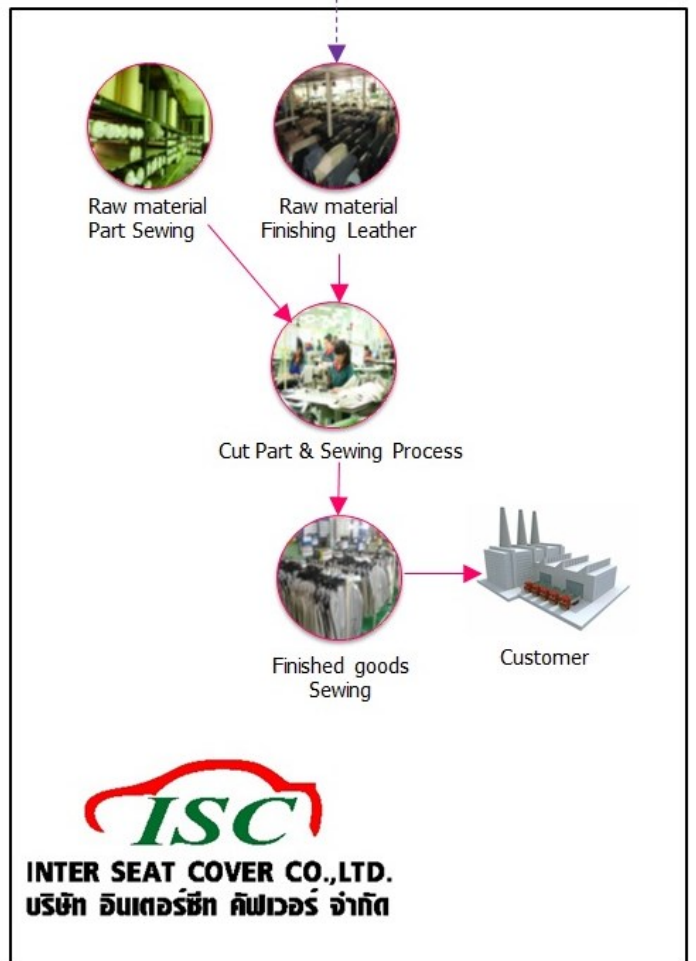 Raw material
Part Sewing
Raw material
Finishing Leather
Cut Part & Sewing Process
Finished goods
Sewing
Customer
ISC
INTER SEAT COVER CO.,LTD.
บริษัท อินเตอร์ซีท คัฟเวอร์ จำกัด